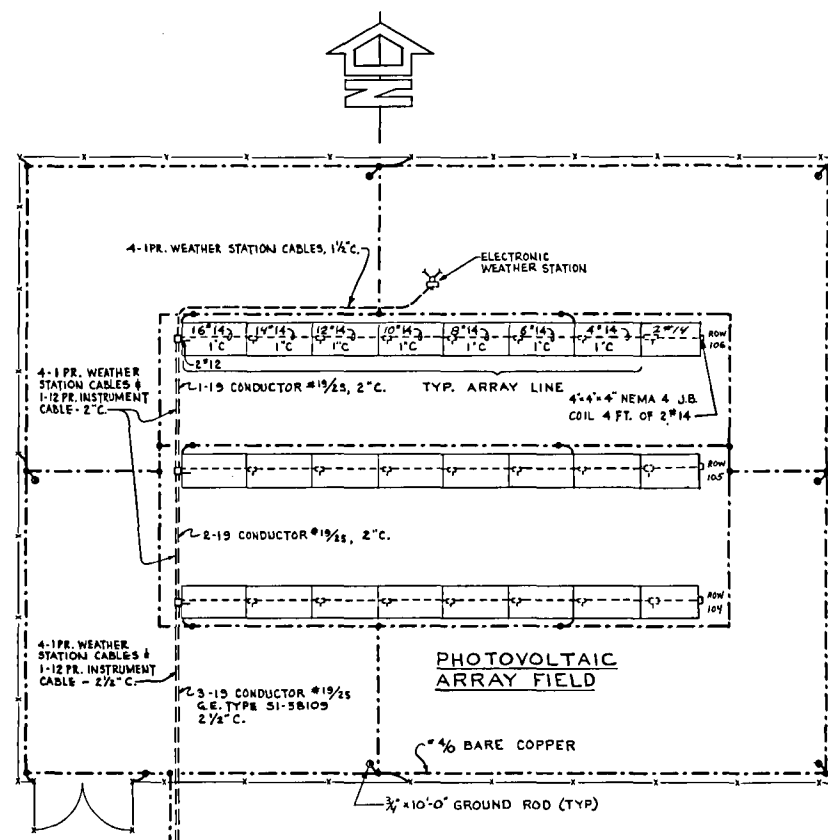 N
4-1PR. WEATHER STATION CABLES, 1½"C.
ELECTRONIC
WEATHER STATION
16#14 14#14 12#14 10#14 8#14 6#14 4#14 2#14
1"C 1"C 1"C 1"C 1"C 1"C 1"C
ROW
106
2#12
4-1 PR. WEATHER
STATION CABLES &
1-12 PR. INSTRUMENT
CABLE - 2"C.
1-19 CONDUCTOR #19/25, 2"C.
TYP. ARRAY LINE
4"x4"x4" NEMA 4 J.B.
COIL 4 FT. OF 2#14
ROW
105
2-19 CONDUCTOR #19/25, 2"C.
ROW
104
4-1PR. WEATHER
STATION CABLES &
1-12 PR. INSTRUMENT
CABLE - 2½"C.
PHOTOVOLTAIC
ARRAY FIELD
3-19 CONDUCTOR #19/25
G.E. TYPE SI-58109
2½"C.
#4/0 BARE COPPER
¾"x10'-0" GROUND ROD (TYP)